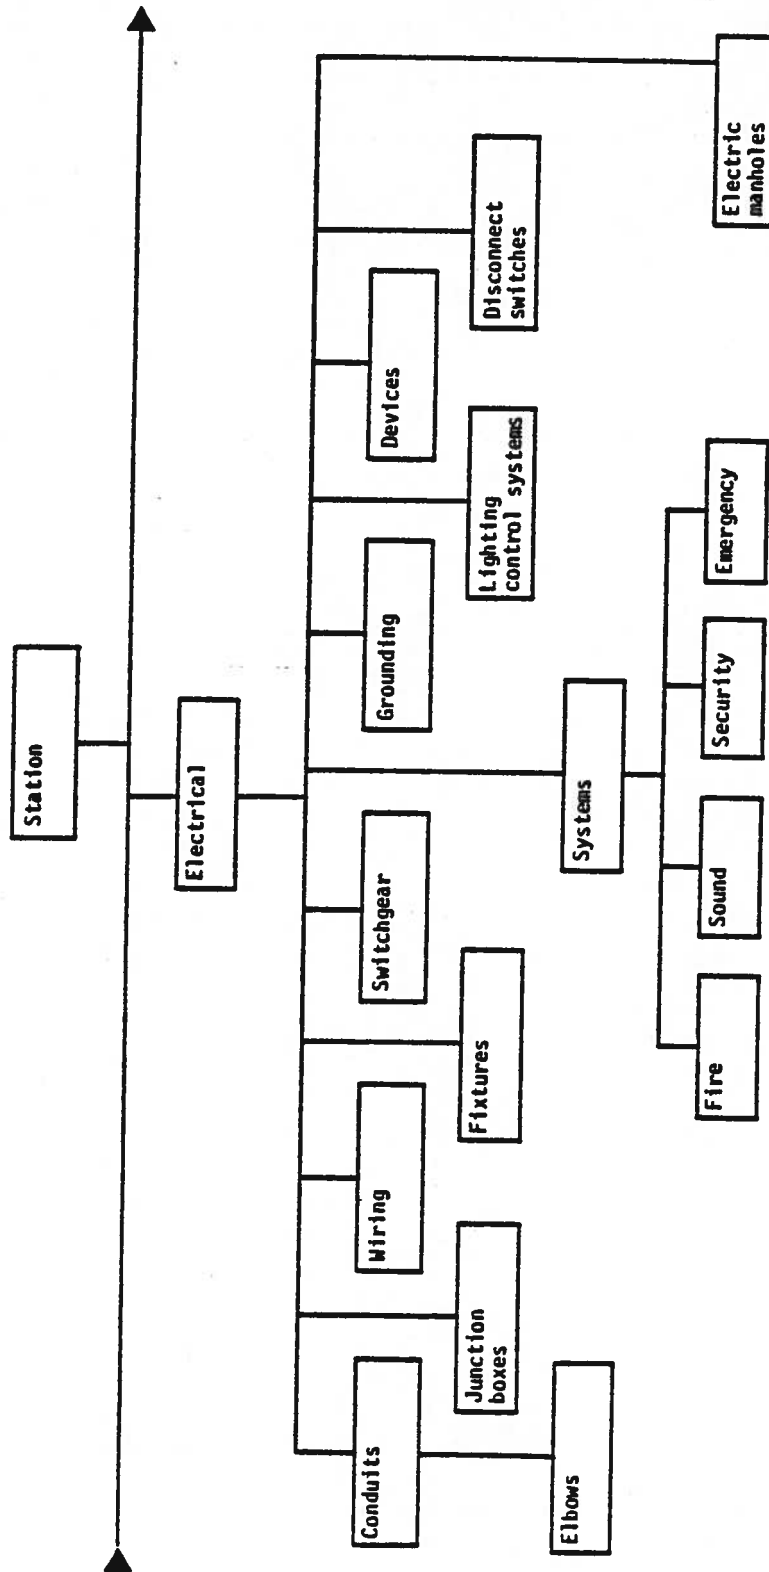 Station
Electrical
Conduits
Wiring
Switchgear
Grounding
Devices
Junction
boxes
Fixtures
Lighting
control systems
Disconnect
switches
Elbows
Systems
Electric
manholes
Fire
Sound
Security
Emergency